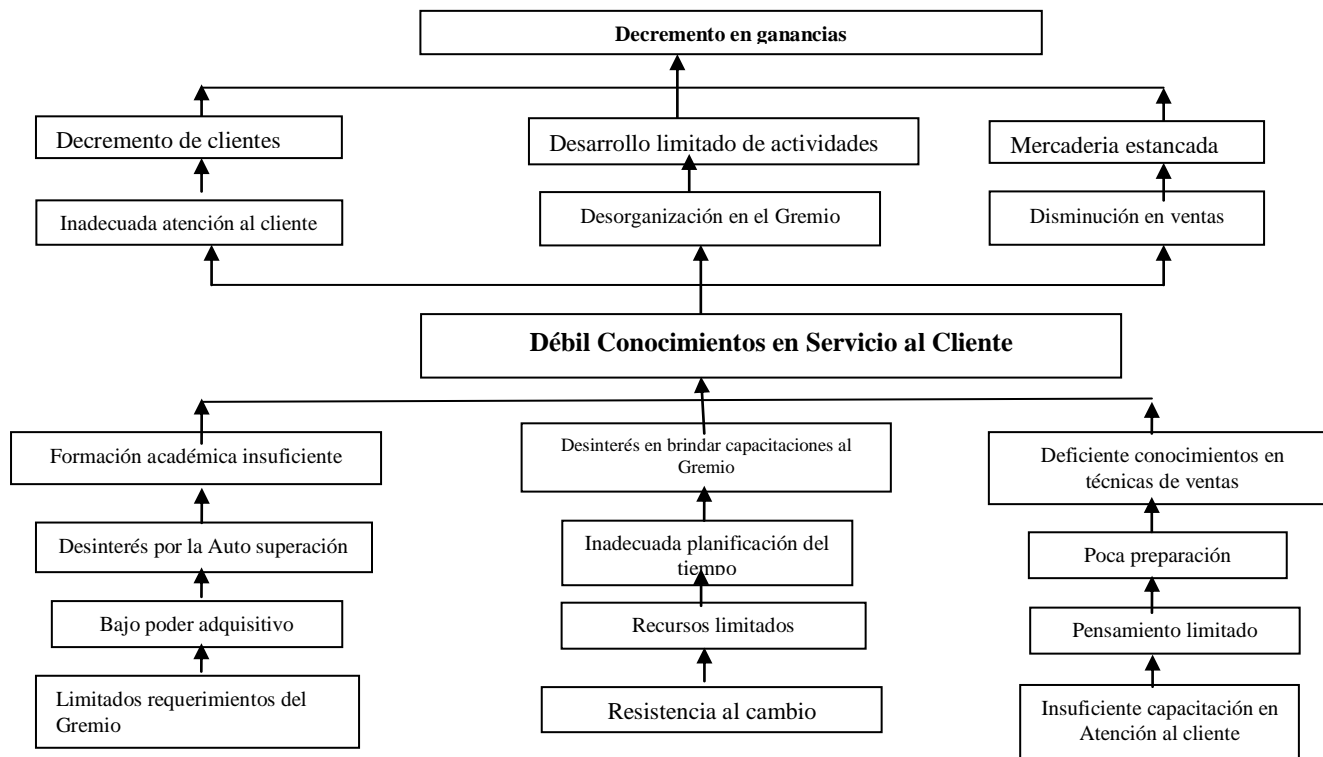 Decremento en ganancias
Decremento de clientes
Desarrollo limitado de actividades
Mercaderia estancada
Inadecuada atención al cliente
Desorganización en el Gremio
Disminución en ventas
Débil Conocimientos en Servicio al Cliente
Formación académica insuficiente
Desinterés en brindar capacitaciones al
Gremio
Deficiente conocimientos en
técnicas de ventas
Desinterés por la Auto superación
Inadecuada planificación del
tiempo
Poca preparación
Bajo poder adquisitivo
Recursos limitados
Pensamiento limitado
Limitados requerimientos del
Gremio
Resistencia al cambio
Insuficiente capacitación en
Atención al cliente